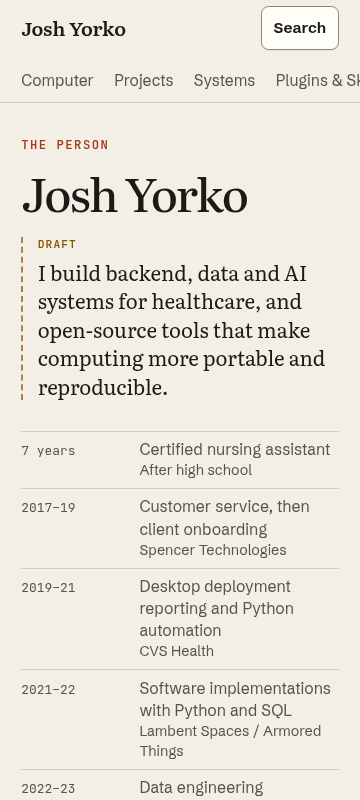 Josh Yorko
Search
Computer Projects Systems Plugins &
THE PERSON
Josh Yorko
DRAFT
I build backend, data and AI
systems for healthcare, and
open-source tools that make
computing more portable and
reproducible.
7 years
Certified nursing assistant
After high school
2017–19
Customer service, then
client onboarding
Spencer Technologies
2019–21
Desktop deployment
reporting and Python
automation
CVS Health
2021–22
Software implementations
with Python and SQL
Lambent Spaces / Armored
Things
2022–23
Data engineering